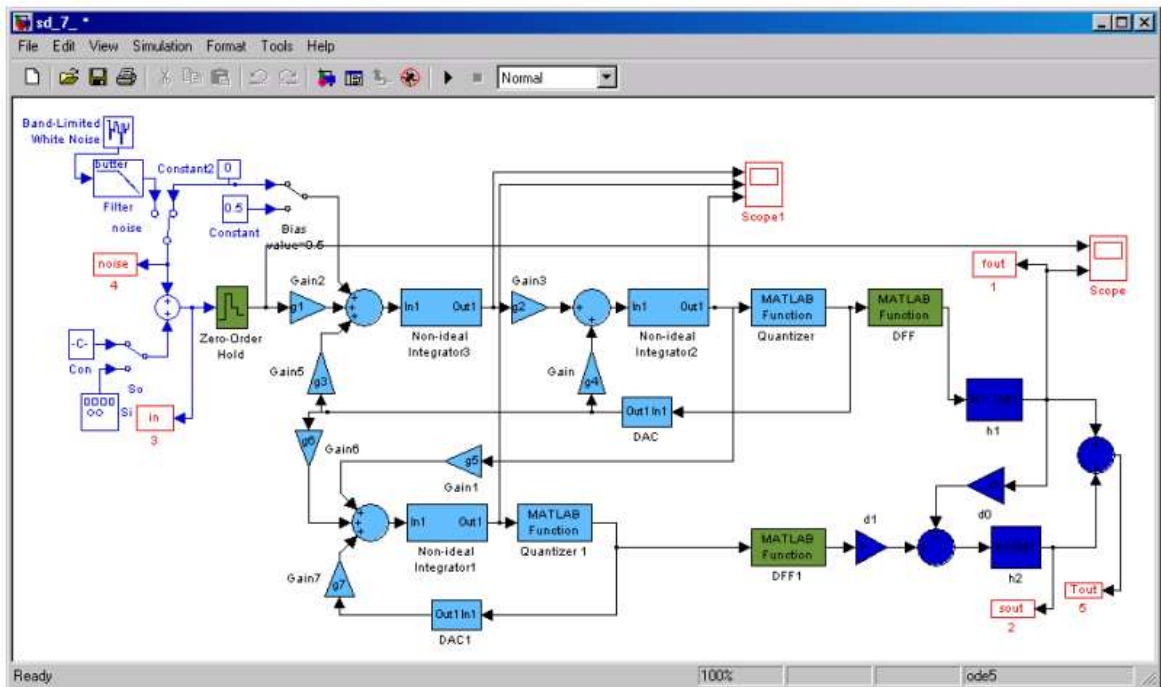 sd_7_ *
File Edit View Simulation Format Tools Help
Normal
Band-Limited
White Noise
butter
Filter
noise
Constant2
0
0.5
Constant
Bias
value=0.5
Scope1
Scope
noise
4
fout
1
Gain2
g1
Zero-Order
Hold
In1 Out1
Non-ideal
Integrator3
Gain3
g2
In1 Out1
Non-ideal
Integrator2
MATLAB
Function
Quantizer
MATLAB
Function
DFF
-C-
Con
So
Si
in
3
Gain5
g3
Gain
g4
Out1 In1
DAC
h1
g6
Gain6
g5
Gain1
d0
In1 Out1
Non-ideal
Integrator1
MATLAB
Function
Quantizer 1
MATLAB
Function
DFF1
d1
h2
Gain7
g7
Out1 In1
DAC1
sout
2
Tout
5
Ready
100%
ode5